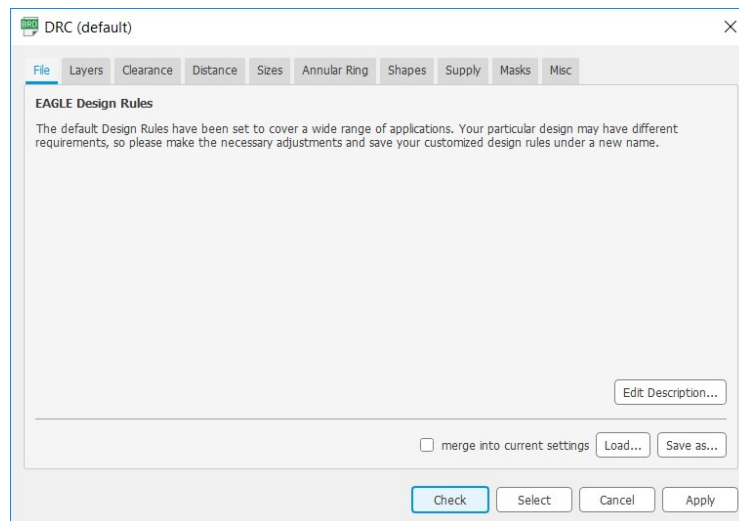 BRD
DRC (default)
File Layers Clearance Distance Sizes Annular Ring Shapes Supply Masks Misc
EAGLE Design Rules
The default Design Rules have been set to cover a wide range of applications. Your particular design may have different
requirements, so please make the necessary adjustments and save your customized design rules under a new name.
Edit Description...
merge into current settings Load... Save as...
Check Select Cancel Apply